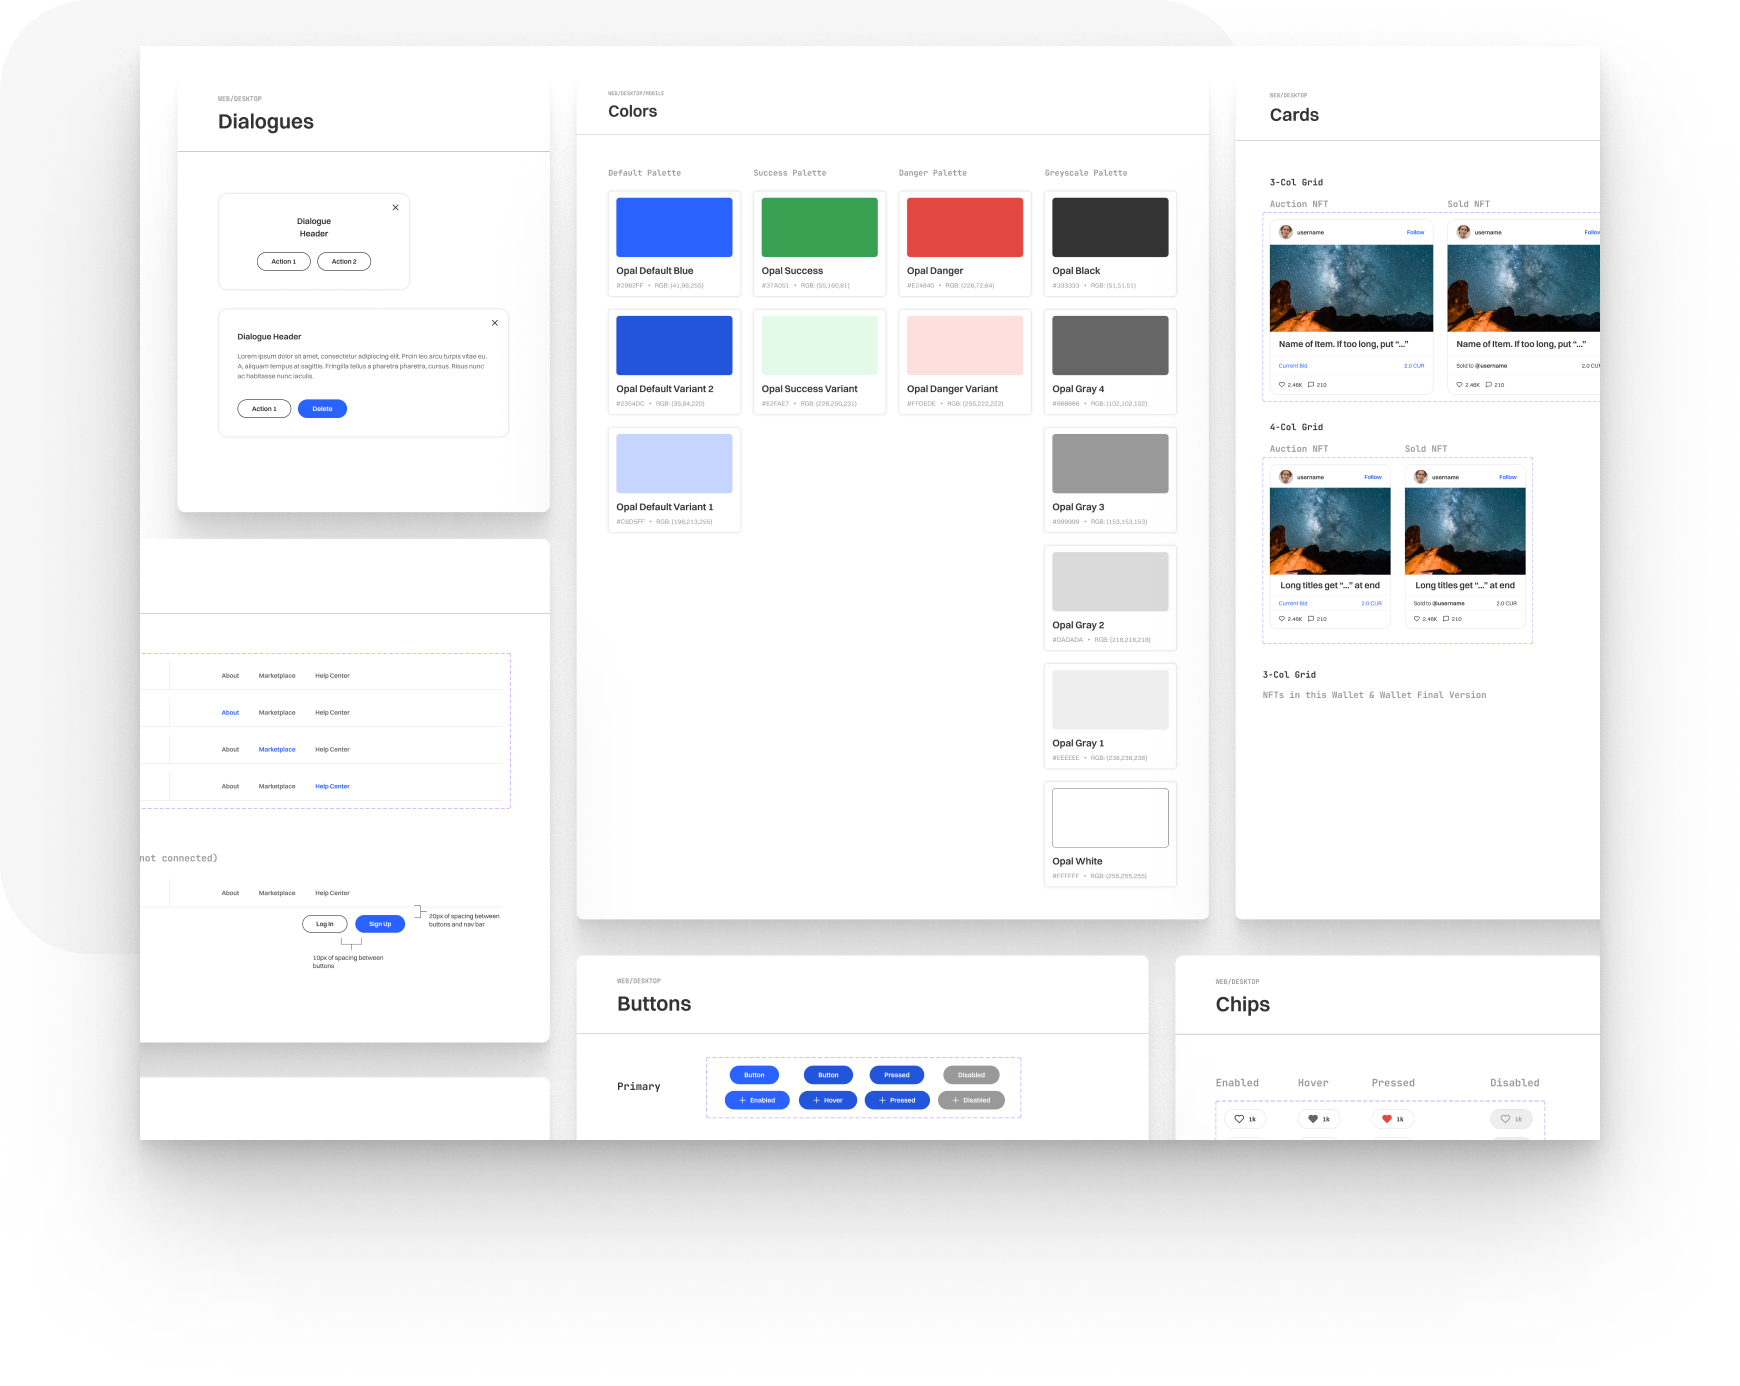 WEB/DESKTOP
Dialogues
Dialogue
Header
Action 1
Action 2
Dialogue Header
Lorem ipsum dolor sit amet, consectetur adipiscing elit. Proin leo arcu turpis vitae eu.
A, aliquam tempus at sagittis. Fringilla tellus a pharetra pharetra, cursus. Risus nunc
ac habitasse nunc iaculis.
Action 1
Delete
About Marketplace Help Center
About Marketplace Help Center
About Marketplace Help Center
About Marketplace Help Center
not connected)
About Marketplace Help Center
Log In
Sign Up
20px of spacing between
buttons and nav bar
10px of spacing between
buttons
WEB/DESKTOP/MOBILE
Colors
Default Palette
Opal Default Blue
#2962FF • RGB: (41,98,255)
Opal Default Variant 2
#2354DC • RGB: (35,84,220)
Opal Default Variant 1
#C6D5FF • RGB: (198,213,255)
Success Palette
Opal Success
#37A051 • RGB: (55,160,81)
Opal Success Variant
#E2FAE7 • RGB: (226,250,231)
Danger Palette
Opal Danger
#E24840 • RGB: (226,72,64)
Opal Danger Variant
#FFDEDE • RGB: (255,222,222)
Greyscale Palette
Opal Black
#333333 • RGB: (51,51,51)
Opal Gray 4
#666666 • RGB: (102,102,102)
Opal Gray 3
#999999 • RGB: (153,153,153)
Opal Gray 2
#DADADA • RGB: (218,218,218)
Opal Gray 1
#EEEEEE • RGB: (238,238,238)
Opal White
#FFFFFF • RGB: (255,255,255)
WEB/DESKTOP
Cards
3-Col Grid
Auction NFT
username
Follow
Name of Item. If too long, put “...”
Current Bid 2.0 CUR
2.46K 210
Sold NFT
username
Follow
Name of Item. If too long, put “...”
Sold to @username 2.0 CU
2.46K 210
4-Col Grid
Auction NFT
username
Follow
Long titles get “...” at end
Current Bid 2.0 CUR
2.46K 210
Sold NFT
username
Follow
Long titles get “...” at end
Sold to @username 2.0 CUR
2.46K 210
3-Col Grid
NFTs in this Wallet & Wallet Final Version
WEB/DESKTOP
Buttons
Primary
Button Button Pressed Disabled
Enabled Hover Pressed Disabled
WEB/DESKTOP
Chips
Enabled Hover Pressed Disabled
1k 1k 1k 1k